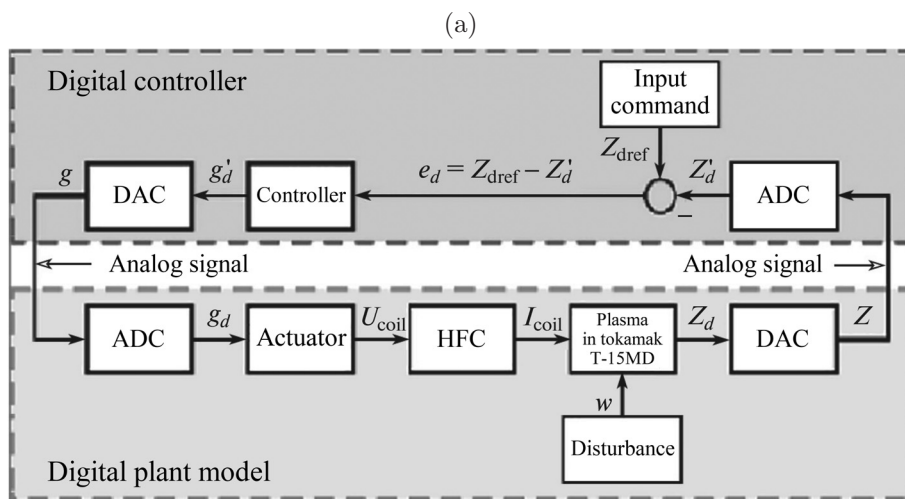 (a)
Digital controller
Input
command
Z_dref
g
DAC
g'_d
Controller
e_d = Z_dref − Z'_d
Z'_d
−
ADC
Analog signal
Analog signal
ADC
g_d
Actuator
U_coil
HFC
I_coil
Plasma
in tokamak
T-15MD
Z_d
DAC
Z
w
Disturbance
Digital plant model